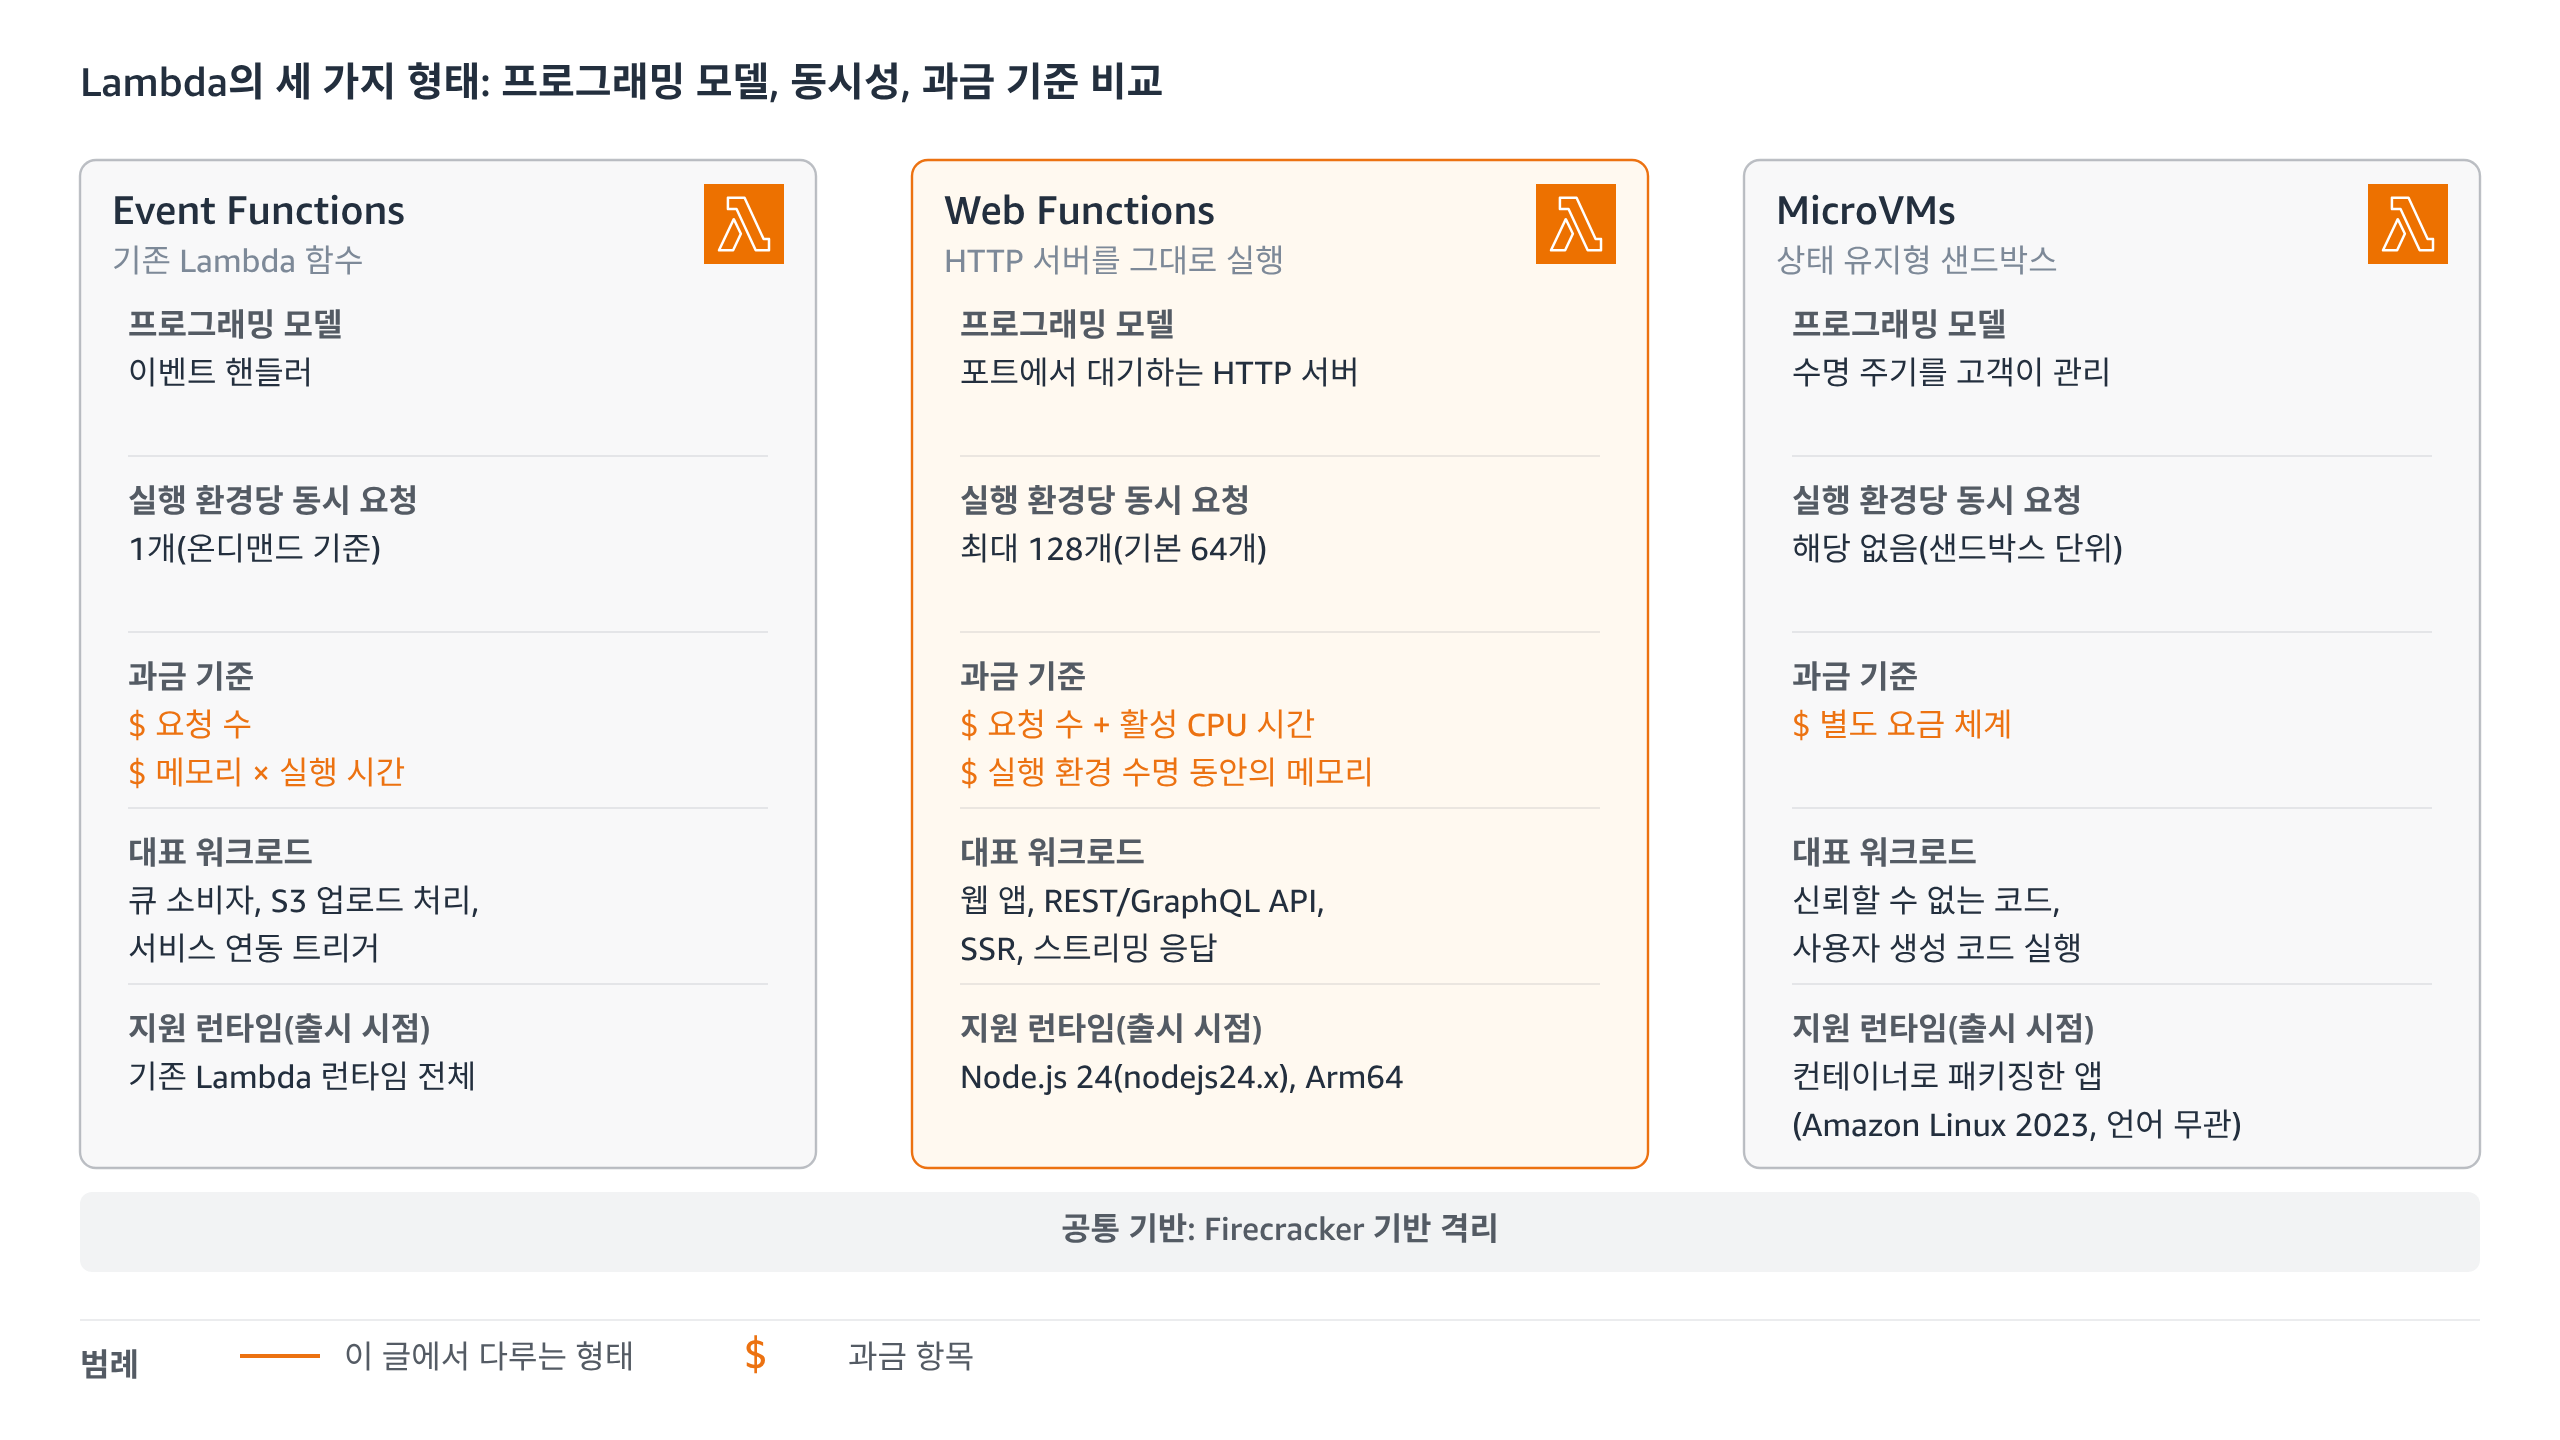 Lambda의 세 가지 형태: 프로그래밍 모델, 동시성, 과금 기준 비교
Event Functions
기존 Lambda 함수
프로그래밍 모델
이벤트 핸들러
실행 환경당 동시 요청
1개(온디맨드 기준)
과금 기준
$ 요청 수
$ 메모리 × 실행 시간
대표 워크로드
큐 소비자, S3 업로드 처리,
서비스 연동 트리거
지원 런타임(출시 시점)
기존 Lambda 런타임 전체
Web Functions
HTTP 서버를 그대로 실행
프로그래밍 모델
포트에서 대기하는 HTTP 서버
실행 환경당 동시 요청
최대 128개(기본 64개)
과금 기준
$ 요청 수 + 활성 CPU 시간
$ 실행 환경 수명 동안의 메모리
대표 워크로드
웹 앱, REST/GraphQL API,
SSR, 스트리밍 응답
지원 런타임(출시 시점)
Node.js 24(nodejs24.x), Arm64
MicroVMs
상태 유지형 샌드박스
프로그래밍 모델
수명 주기를 고객이 관리
실행 환경당 동시 요청
해당 없음(샌드박스 단위)
과금 기준
$ 별도 요금 체계
대표 워크로드
신뢰할 수 없는 코드,
사용자 생성 코드 실행
지원 런타임(출시 시점)
컨테이너로 패키징한 앱
(Amazon Linux 2023, 언어 무관)
공통 기반: Firecracker 기반 격리
범례
이 글에서 다루는 형태
$ 과금 항목